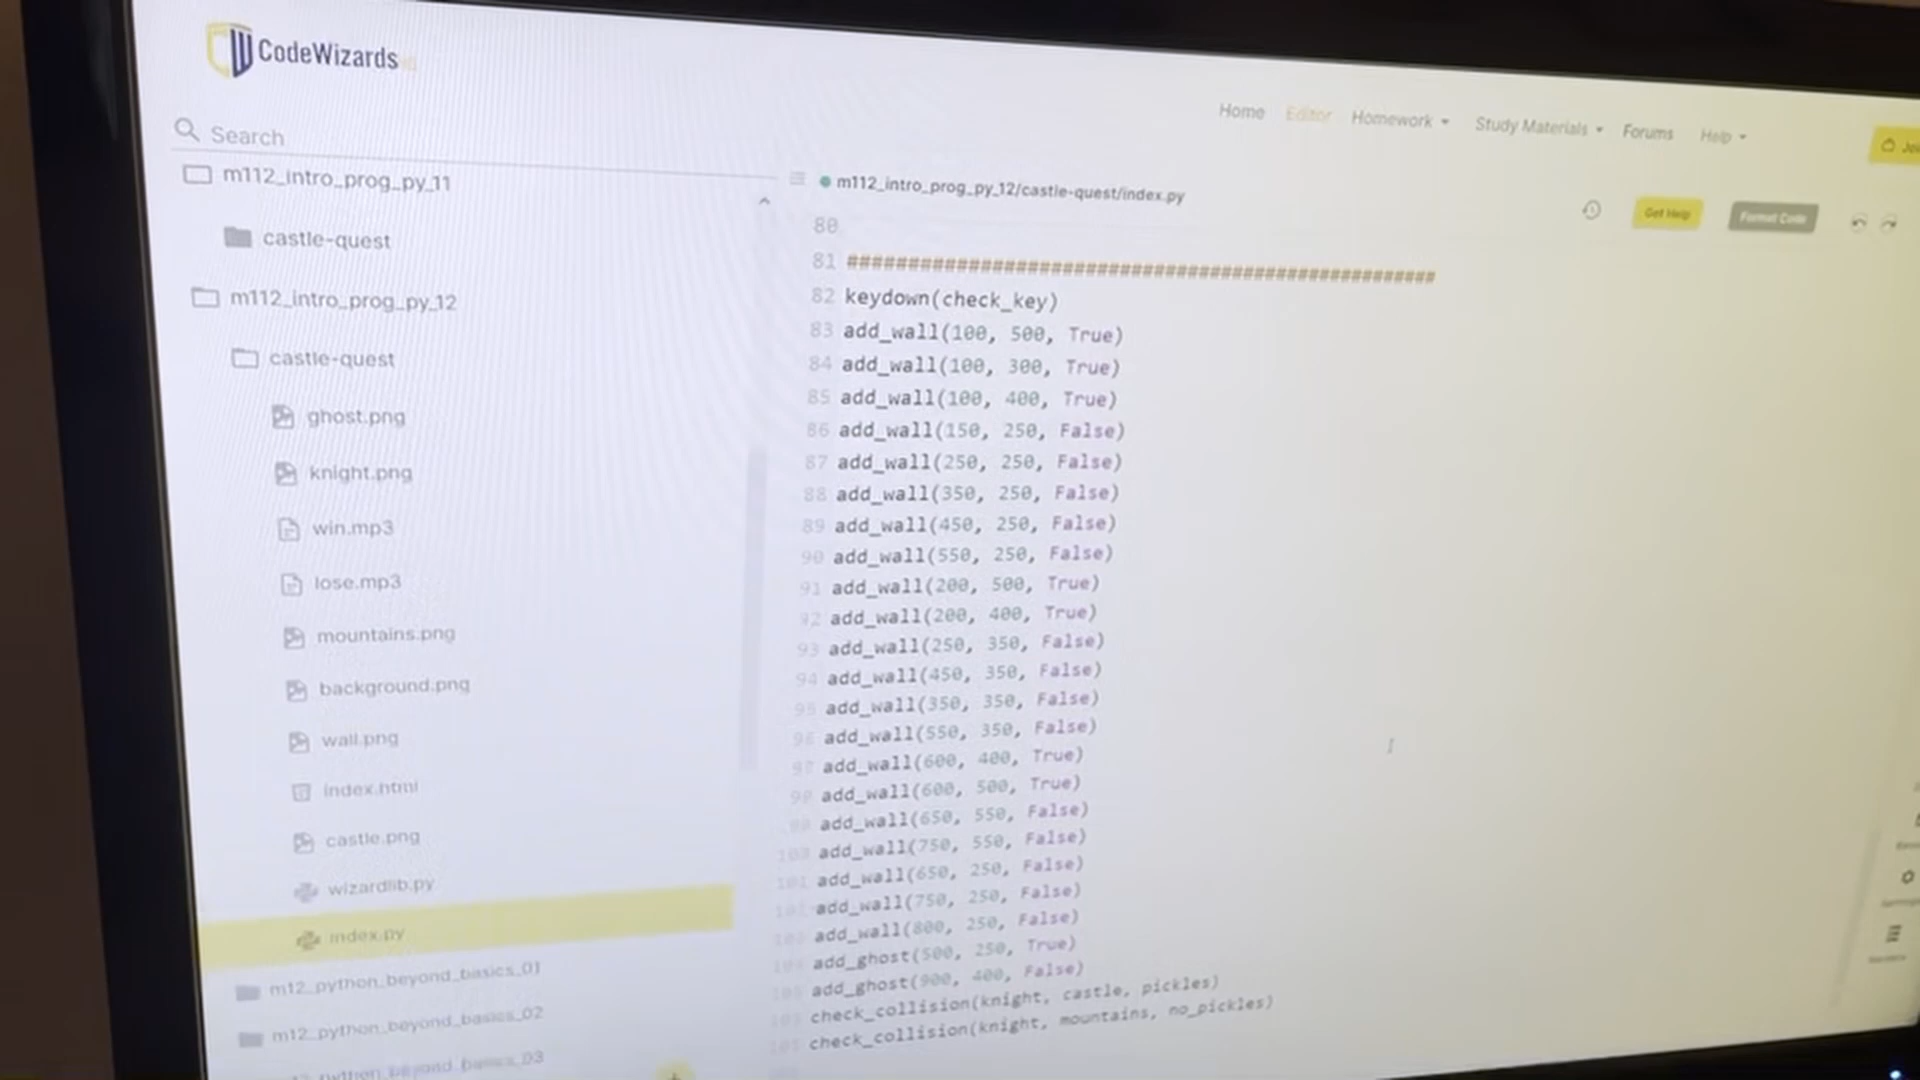 CodeWizards
Home Editor Homework Study Materials Forums Help
Search
m112_intro_prog_py_11
castle-quest
m112_intro_prog_py_12
castle-quest
ghost.png
knight.png
win.mp3
lose.mp3
mountains.png
background.png
wall.png
index.html
castle.png
wizardlib.py
index.py
m12_python_beyond_basics_01
m12_python_beyond_basics_02
m112_intro_prog_py_12/castle-quest/index.py
Get Help
Format Code
80
81 #################################################
82 keydown(check_key)
83 add_wall(100, 500, True)
84 add_wall(100, 300, True)
85 add_wall(100, 400, True)
86 add_wall(150, 250, False)
87 add_wall(250, 250, False)
88 add_wall(350, 250, False)
89 add_wall(450, 250, False)
90 add_wall(550, 250, False)
91 add_wall(200, 500, True)
92 add_wall(200, 400, True)
93 add_wall(250, 350, False)
94 add_wall(450, 350, False)
95 add_wall(350, 350, False)
96 add_wall(550, 350, False)
97 add_wall(600, 400, True)
98 add_wall(600, 500, True)
99 add_wall(650, 550, False)
100 add_wall(750, 550, False)
101 add_wall(650, 250, False)
102 add_wall(750, 250, False)
add_wall(800, 250, False)
add_ghost(500, 250, True)
add_ghost(900, 400, False)
check_collision(knight, castle, pickles)
check_collision(knight, mountains, no_pickles)